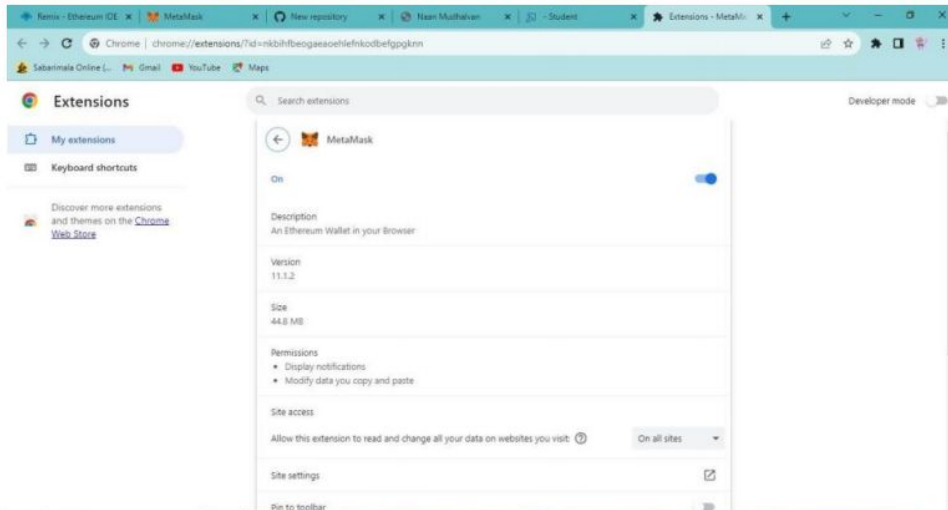 Remix - Ethereum IDE
MetaMask
New repository
Naan Mudhalvan
- Student
Extensions - MetaMa
Chrome | chrome://extensions/?id=nkbihfbeogaeaoehlefnkodbefgpgknn
Sabarimala Online (...
Gmail
YouTube
Maps
Extensions
Search extensions
Developer mode
My extensions
Keyboard shortcuts
Discover more extensions
and themes on the Chrome
Web Store
MetaMask
On
Description
An Ethereum Wallet in your Browser
Version
11.1.2
Size
44.8 MB
Permissions
• Display notifications
• Modify data you copy and paste
Site access
Allow this extension to read and change all your data on websites you visit:
On all sites
Site settings
Pin to toolbar